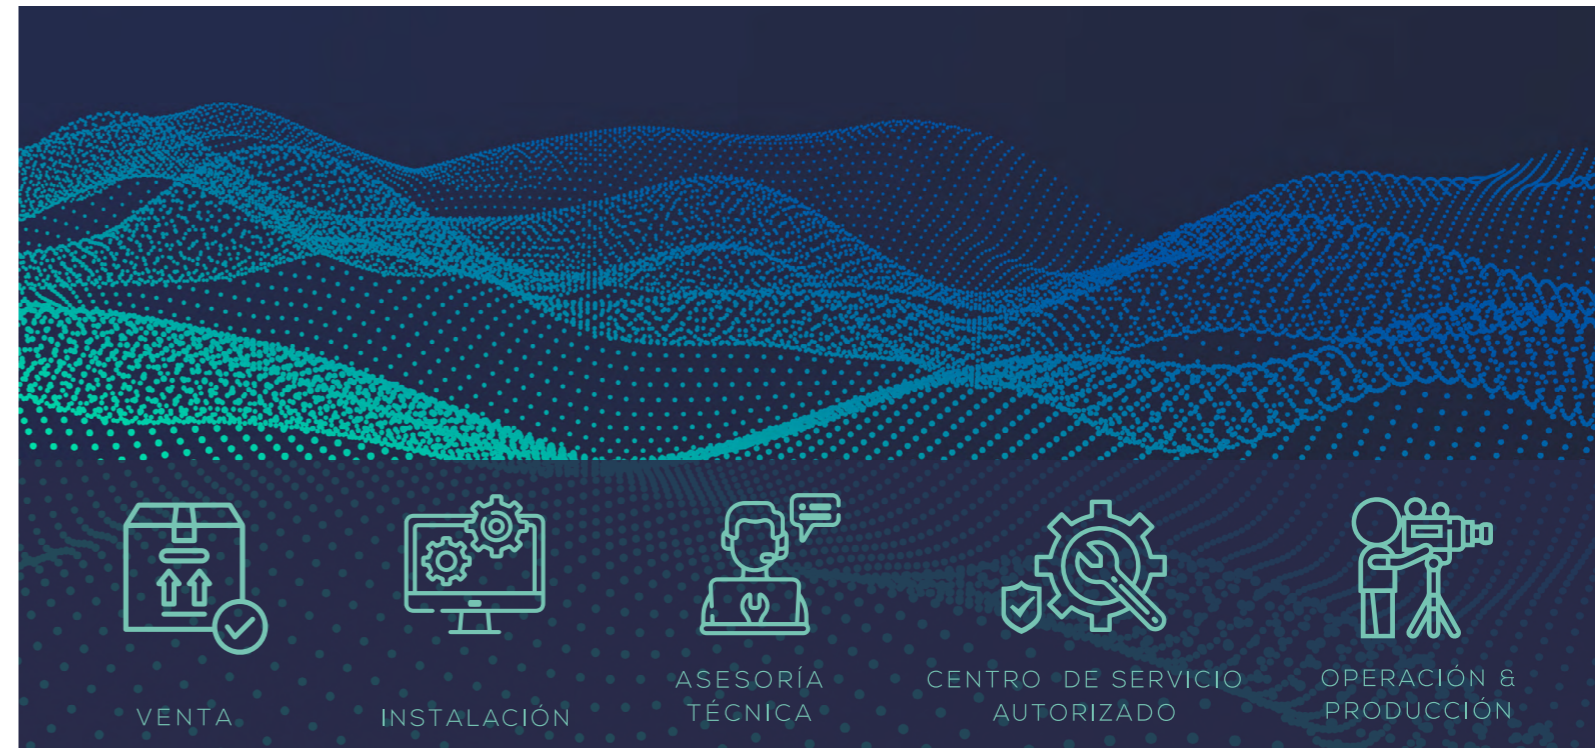 VENTA
INSTALACIÓN
ASESORÍA
TÉCNICA
CENTRO DE SERVICIO
AUTORIZADO
OPERACIÓN &
PRODUCCIÓN